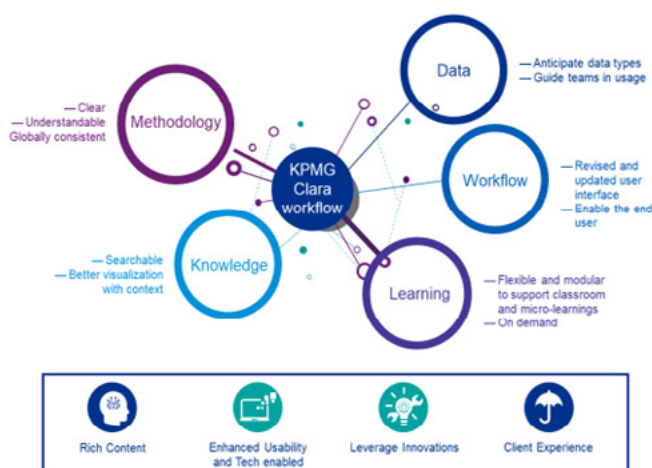 Data
— Anticipate data types
— Guide teams in usage
Methodology
— Clear
— Understandable
Globally consistent
KPMG
Clara
workflow
Workflow
— Revised and
updated user
interface
— Enable the end
user
Knowledge
— Searchable
— Better visualization
with context
Learning
— Flexible and modular
to support classroom
and micro-learnings
— On demand
Rich Content
Enhanced Usability
and Tech enabled
Leverage Innovations
Client Experience